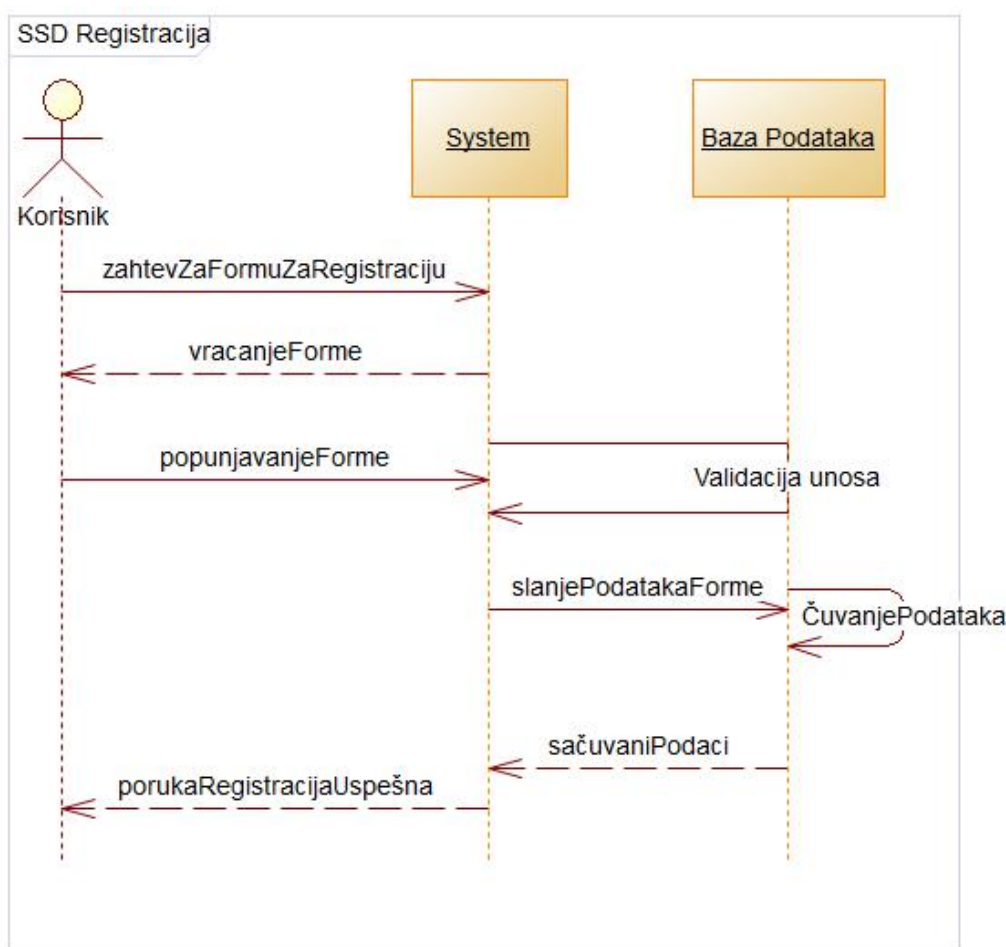 SSD Registracija
System
Baza Podataka
Korisnik
zahtevZaFormuZaRegistraciju
vracanjeForme
popunjavanjeForme
Validacija unosa
slanjePodatakaForme
ČuvanjePodataka
sačuvaniPodaci
porukaRegistracijaUspešna